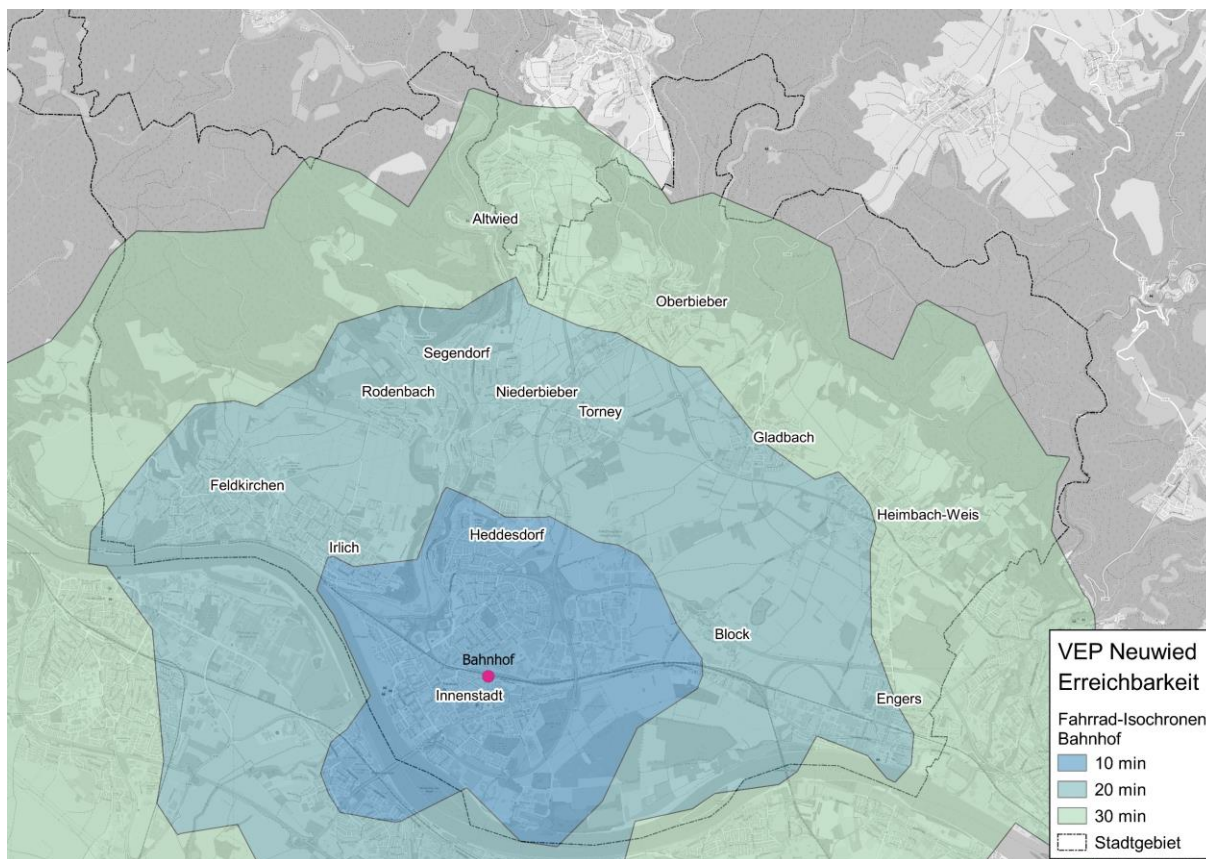 Altwied
Oberbieber
Segendorf
Rodenbach
Niederbieber
Torney
Gladbach
Feldkirchen
Heimbach-Weis
Heddesdorf
Irlich
Block
Bahnhof
Innenstadt
Engers
VEP Neuwied
Erreichbarkeit
Fahrrad-Isochronen
Bahnhof
10 min
20 min
30 min
Stadtgebiet